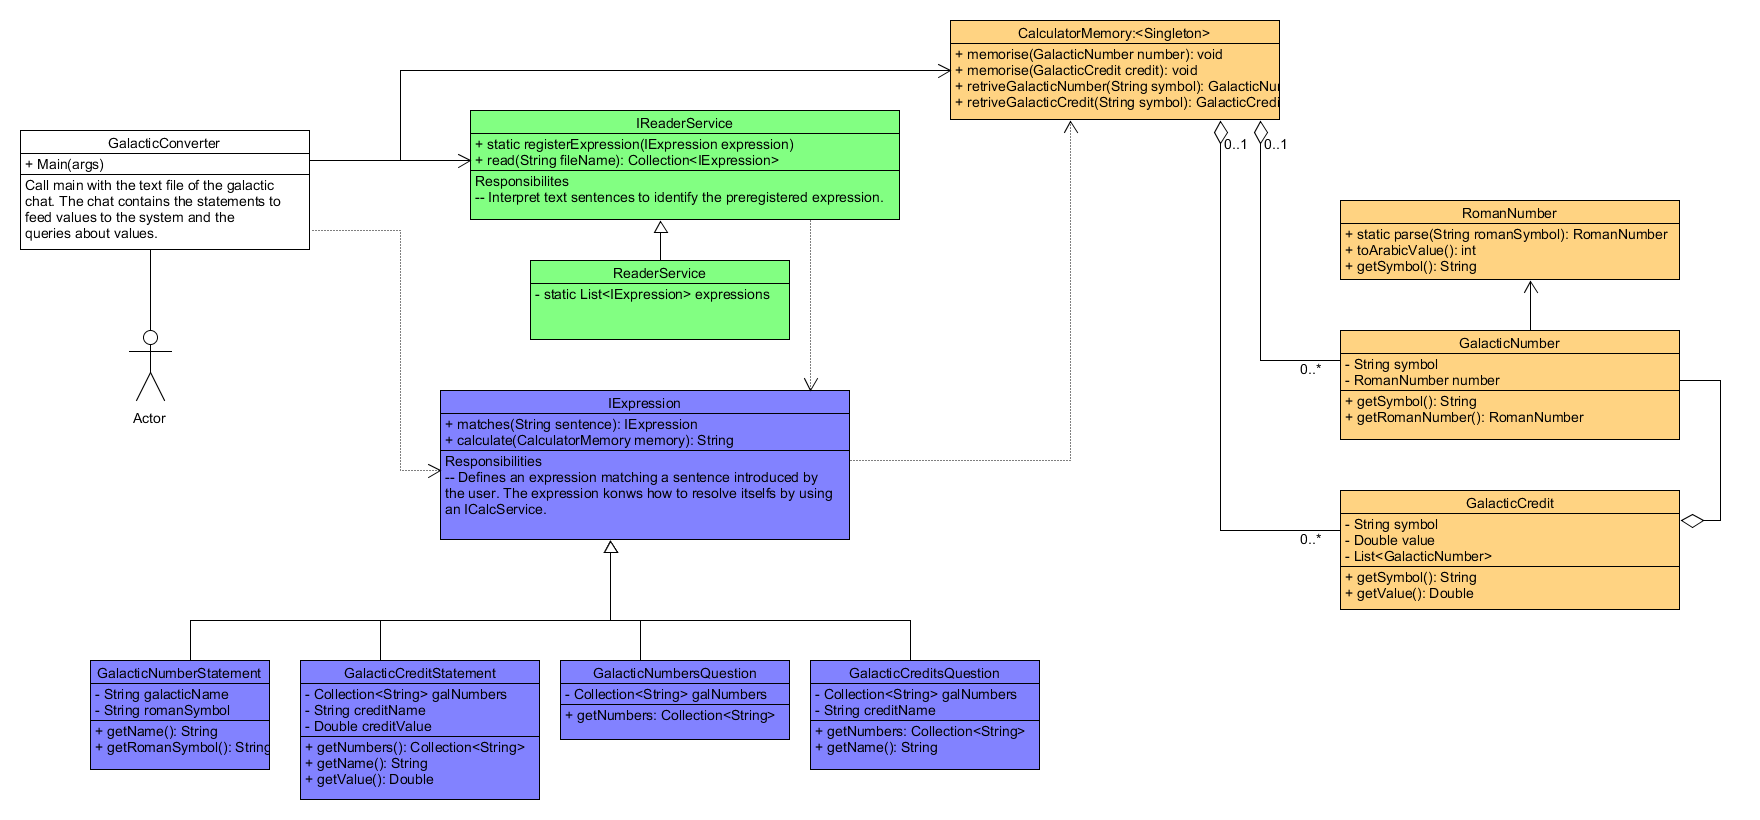 CalculatorMemory:<Singleton>
+ memorise(GalacticNumber number): void
+ memorise(GalacticCredit credit): void
+ retriveGalacticNumber(String symbol): GalacticNu
+ retriveGalacticCredit(String symbol): GalacticCredi
0..1
0..1
GalacticConverter
+ Main(args)
Call main with the text file of the galactic
chat. The chat contains the statements to
feed values to the system and the
queries about values.
Actor
IReaderService
+ static registerExpression(IExpression expression)
+ read(String fileName): Collection<IExpression>
Responsibilites
-- Interpret text sentences to identify the preregistered expression.
ReaderService
- static List<IExpression> expressions
RomanNumber
+ static parse(String romanSymbol): RomanNumber
+ toArabicValue(): int
+ getSymbol(): String
GalacticNumber
- String symbol
- RomanNumber number
+ getSymbol(): String
+ getRomanNumber(): RomanNumber
0..*
IExpression
+ matches(String sentence): IExpression
+ calculate(CalculatorMemory memory): String
Responsibilities
-- Defines an expression matching a sentence introduced by
the user. The expression konws how to resolve itselfs by using
an ICalcService.
GalacticCredit
- String symbol
- Double value
- List<GalacticNumber>
+ getSymbol(): String
+ getValue(): Double
0..*
GalacticNumberStatement
- String galacticName
- String romanSymbol
+ getName(): String
+ getRomanSymbol(): String
GalacticCreditStatement
- Collection<String> galNumbers
- String creditName
- Double creditValue
+ getNumbers(): Collection<String>
+ getName(): String
+ getValue(): Double
GalacticNumbersQuestion
- Collection<String> galNumbers
+ getNumbers: Collection<String>
GalacticCreditsQuestion
- Collection<String> galNumbers
- String creditName
+ getNumbers: Collection<String>
+ getName(): String